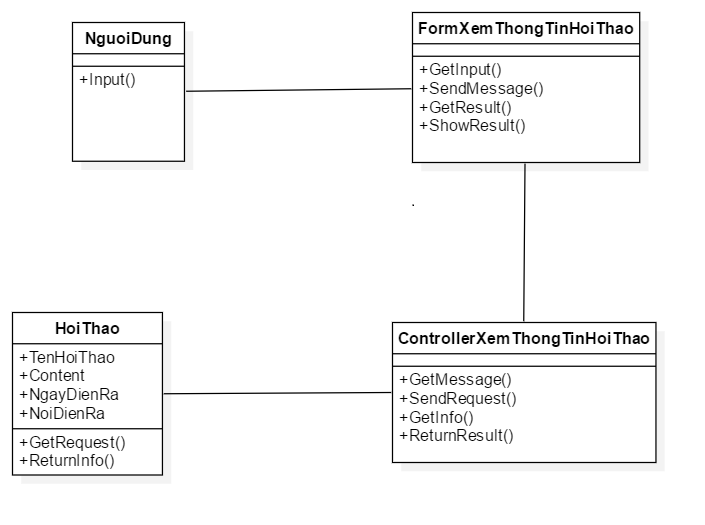 NguoiDung
+Input()
FormXemThongTinHoiThao
+GetInput()
+SendMessage()
+GetResult()
+ShowResult()
HoiThao
+TenHoiThao
+Content
+NgayDienRa
+NoiDienRa
+GetRequest()
+ReturnInfo()
ControllerXemThongTinHoiThao
+GetMessage()
+SendRequest()
+GetInfo()
+ReturnResult()